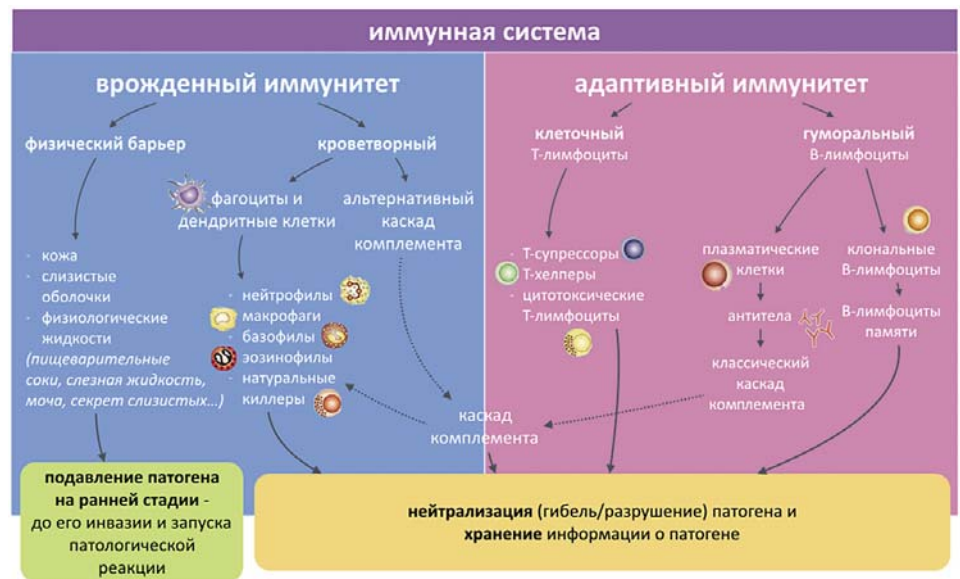 иммунная система
врожденный иммунитет
физический барьер
кроветворный
фагоциты и
дендритные клетки
альтернативный
каскад
комплемента
- кожа
- слизистые
оболочки
- физиологические
жидкости
(пищеварительные
соки, слезная жидкость,
моча, секрет слизистых...)
- нейтрофилы
- макрофаги
- базофилы
- эозинофилы
- натуральные
киллеры
адаптивный иммунитет
клеточный
Т-лимфоциты
гуморальный
В-лимфоциты
- Т-супрессоры
- Т-хелперы
- цитотоксические
Т-лимфоциты
плазматические
клетки
антитела
классический
каскад
комплемента
клональные
В-лимфоциты
В-лимфоциты
памяти
каскад
комплемента
подавление патогена
на ранней стадии -
до его инвазии и запуска
патологической
реакции
нейтрализация (гибель/разрушение) патогена и
хранение информации о патогене